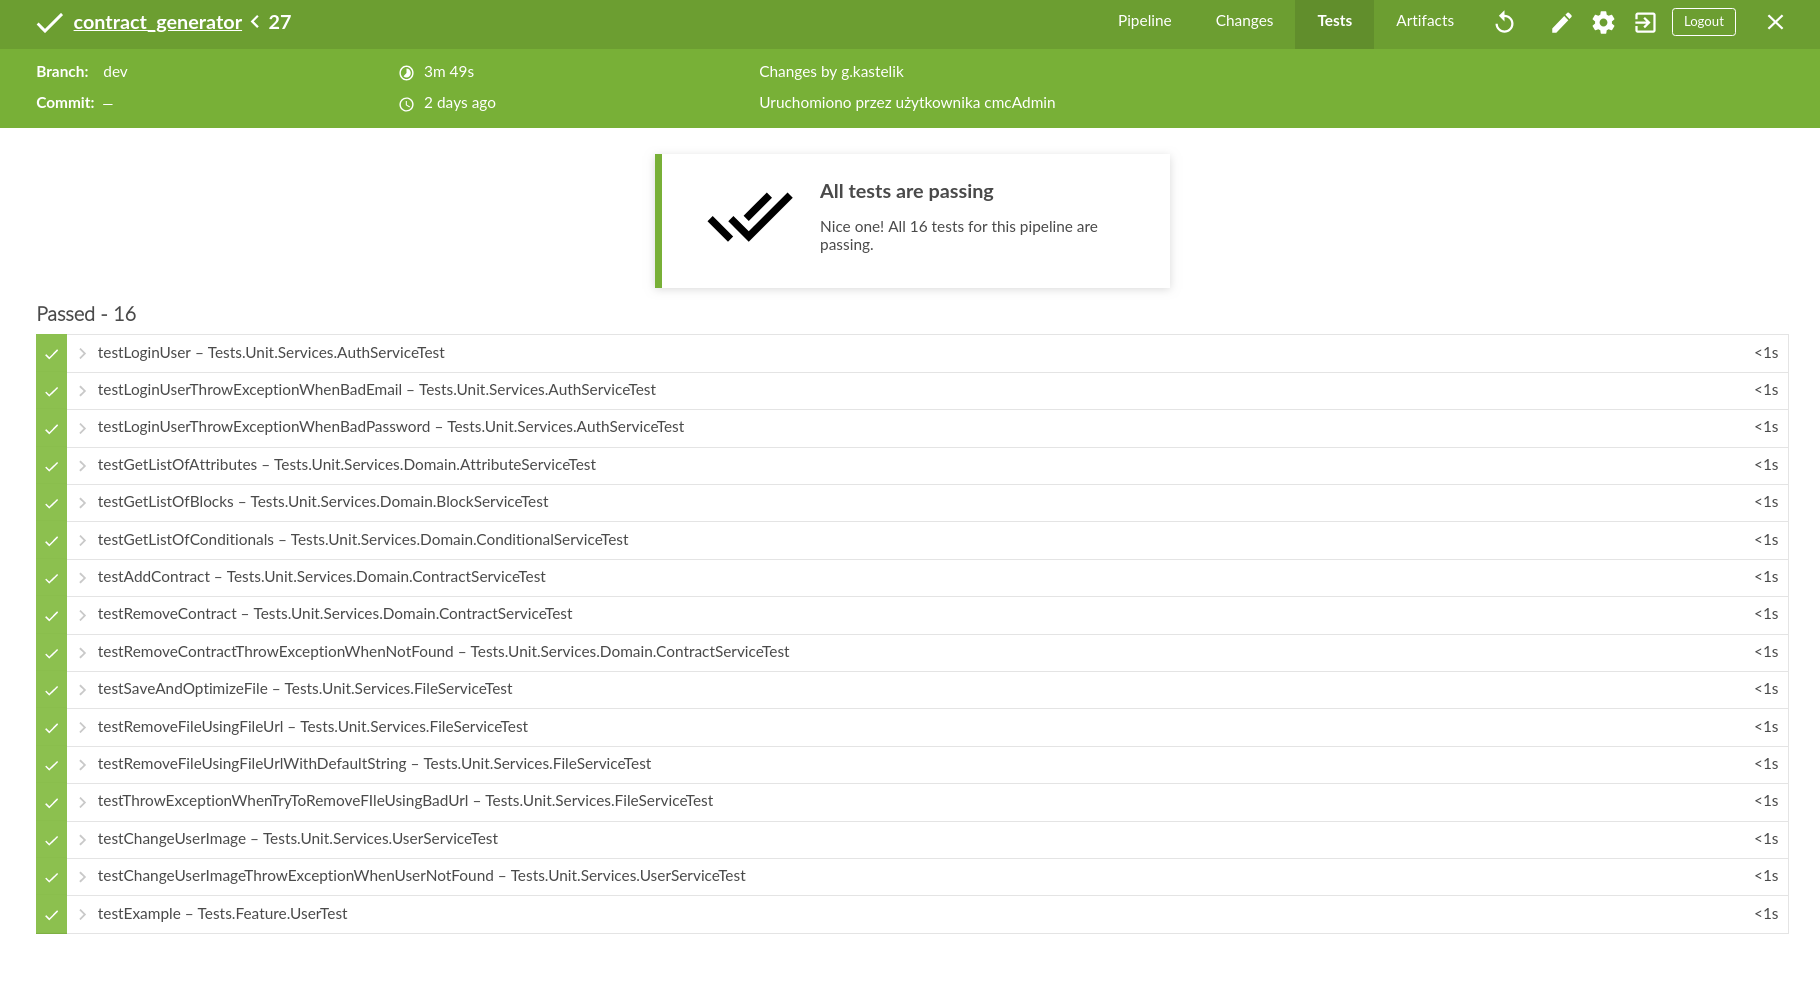 contract_generator < 27 Pipeline Changes Tests Artifacts Logout
Branch: dev 3m 49s Changes by g.kastelik
Commit: — 2 days ago Uruchomiono przez użytkownika cmcAdmin
All tests are passing
Nice one! All 16 tests for this pipeline are
passing.
Passed - 16
testLoginUser – Tests.Unit.Services.AuthServiceTest <1s
testLoginUserThrowExceptionWhenBadEmail – Tests.Unit.Services.AuthServiceTest <1s
testLoginUserThrowExceptionWhenBadPassword – Tests.Unit.Services.AuthServiceTest <1s
testGetListOfAttributes – Tests.Unit.Services.Domain.AttributeServiceTest <1s
testGetListOfBlocks – Tests.Unit.Services.Domain.BlockServiceTest <1s
testGetListOfConditionals – Tests.Unit.Services.Domain.ConditionalServiceTest <1s
testAddContract – Tests.Unit.Services.Domain.ContractServiceTest <1s
testRemoveContract – Tests.Unit.Services.Domain.ContractServiceTest <1s
testRemoveContractThrowExceptionWhenNotFound – Tests.Unit.Services.Domain.ContractServiceTest <1s
testSaveAndOptimizeFile – Tests.Unit.Services.FileServiceTest <1s
testRemoveFileUsingFileUrl – Tests.Unit.Services.FileServiceTest <1s
testRemoveFileUsingFileUrlWithDefaultString – Tests.Unit.Services.FileServiceTest <1s
testThrowExceptionWhenTryToRemoveFIleUsingBadUrl – Tests.Unit.Services.FileServiceTest <1s
testChangeUserImage – Tests.Unit.Services.UserServiceTest <1s
testChangeUserImageThrowExceptionWhenUserNotFound – Tests.Unit.Services.UserServiceTest <1s
testExample – Tests.Feature.UserTest <1s